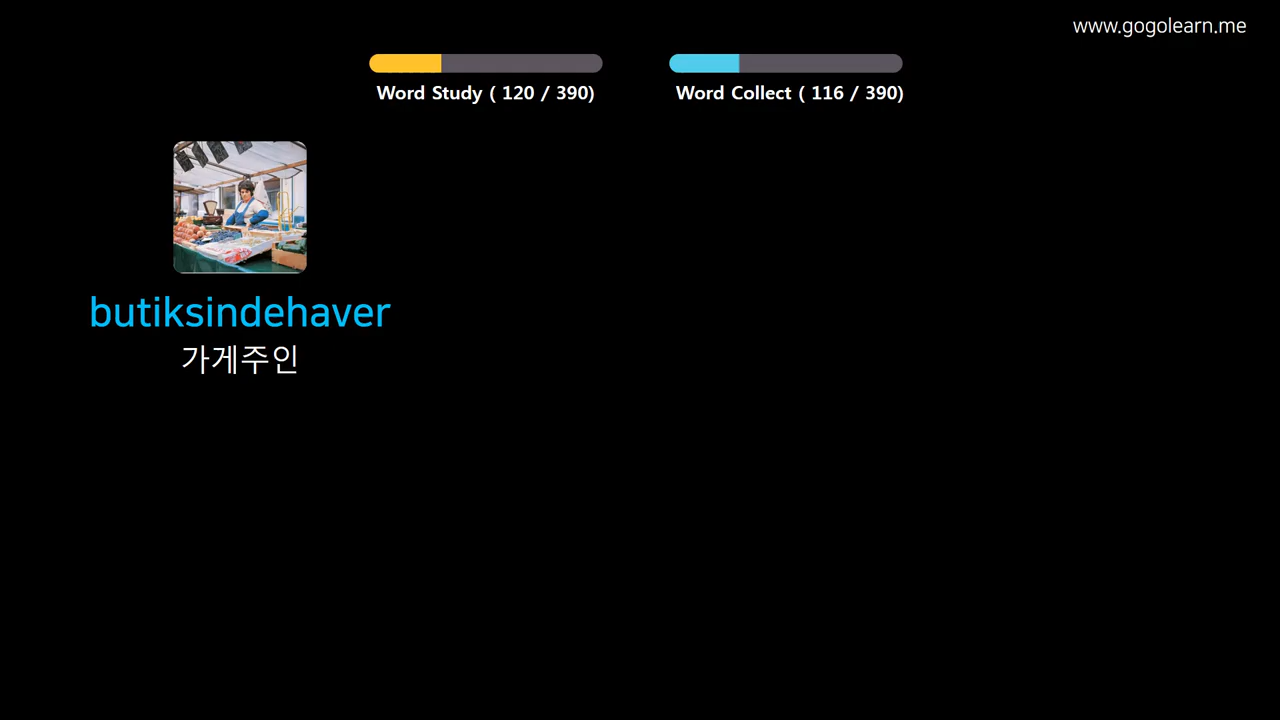 www.gogolearn.me
Word Study ( 120 / 390)
Word Collect ( 116 / 390)
butiksindehaver
가게주인